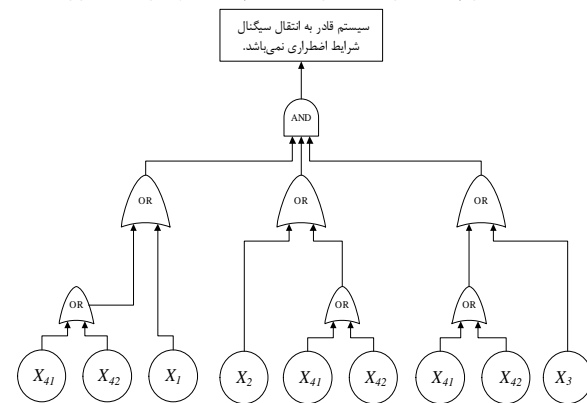 سیستم قادر به انتقال سیگنال
شرایط اضطراری نمی‌باشد.
AND
OR OR OR
OR OR OR
X41 X42 X1 X2 X41 X42 X41 X42 X3